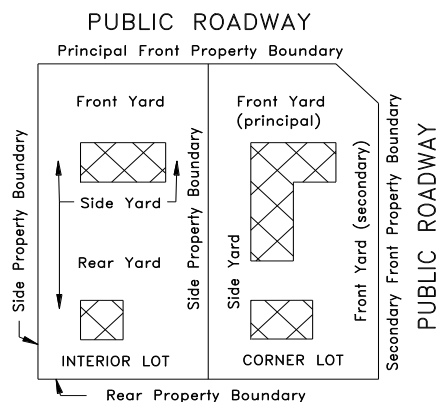 PUBLIC ROADWAY
Principal Front Property Boundary
Front Yard
Front Yard
(principal)
Side Property Boundary
Side Yard
Side Property Boundary
Rear Yard
Side Yard
Front Yard (secondary)
Secondary Front Property Boundary
PUBLIC ROADWAY
INTERIOR LOT
CORNER LOT
Rear Property Boundary